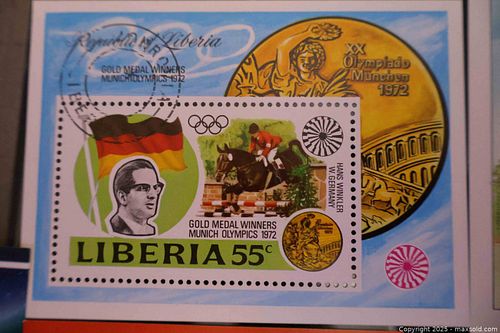 Republic of Liberia
GOLD MEDAL WINNERS
MUNICH OLYMPICS 1972
XX
Olympiade
München
1972
HANS WINKLER
W. GERMANY
GOLD MEDAL WINNERS
MUNICH OLYMPICS 1972
LIBERIA 55c
Copyright 2025 - maxsold.com